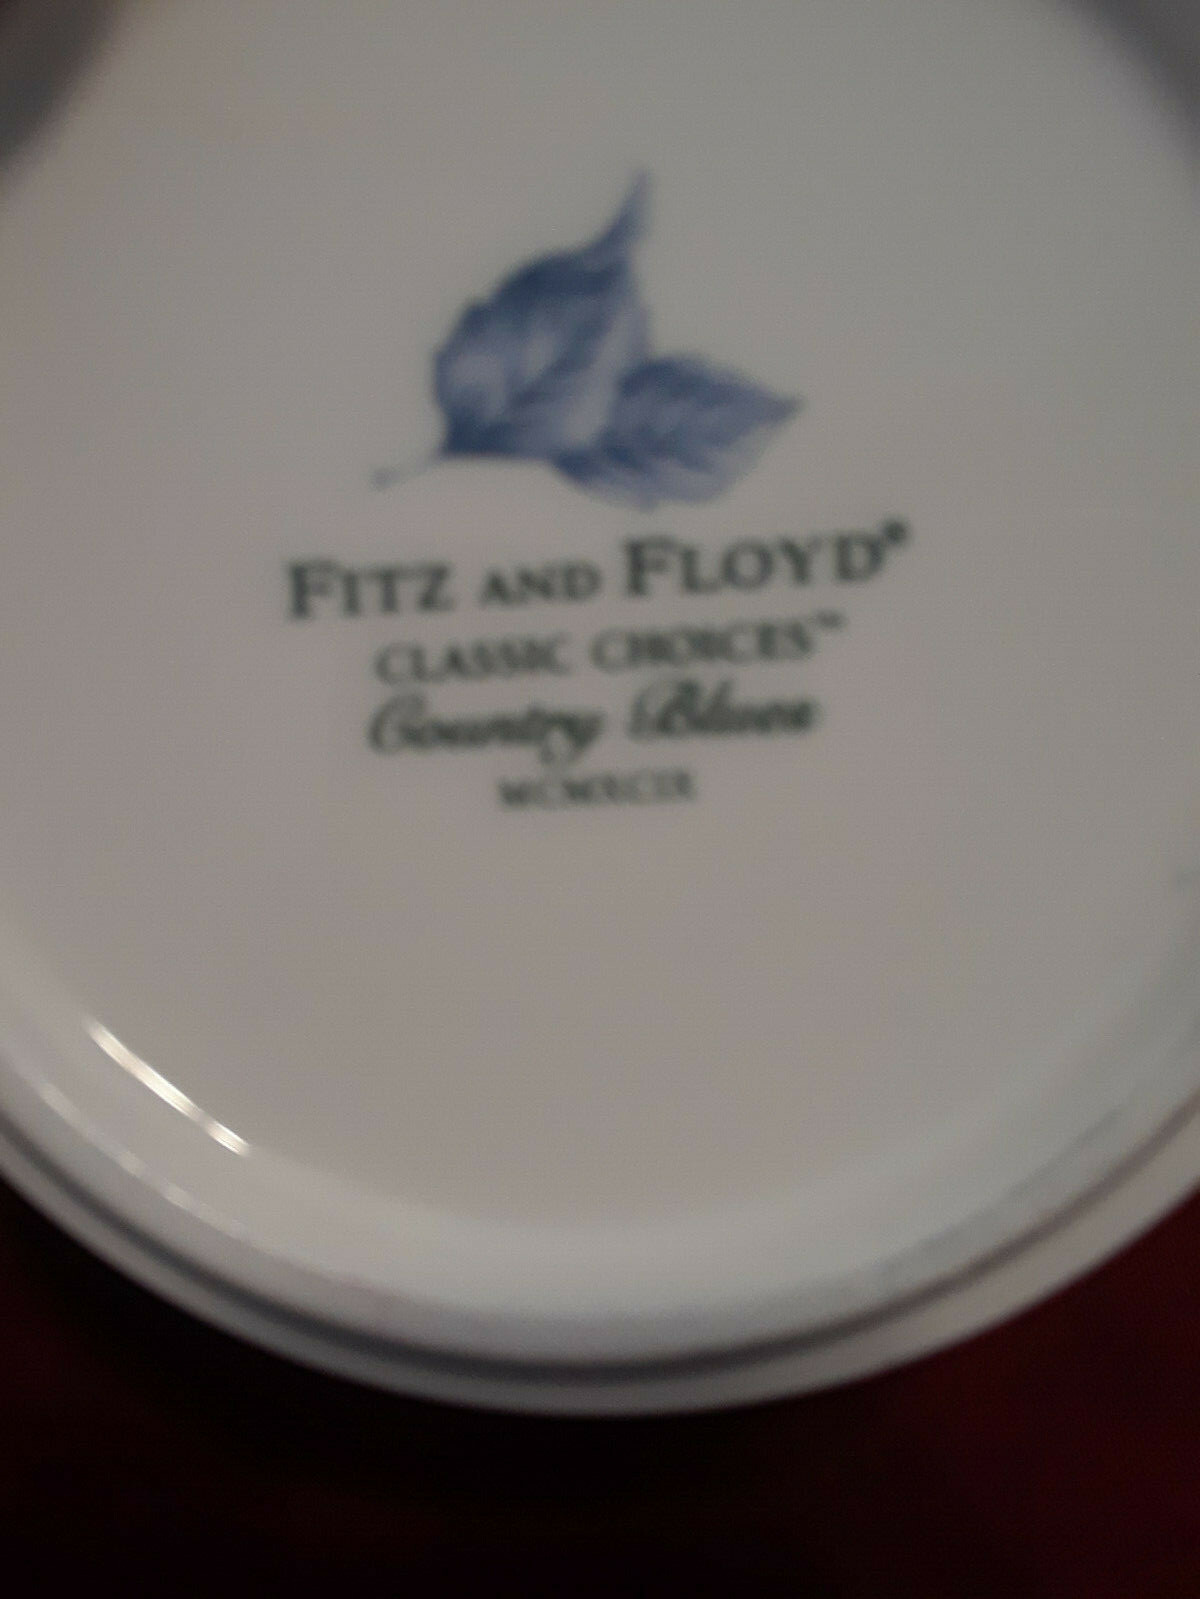 FITZ AND FLOYD®
CLASSIC CHOICES™
Country Blues
MCMXCIX